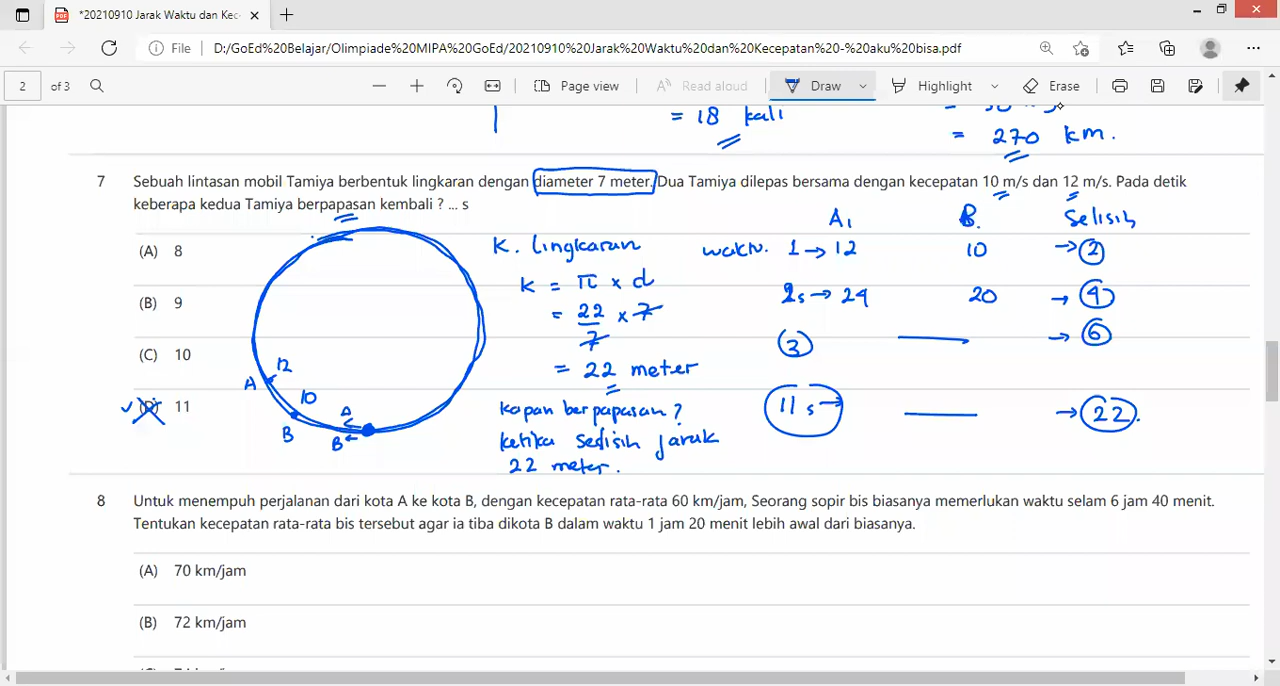 *20210910 Jarak Waktu dan Kec
File D:/GoEd%20Belajar/Olimpiade%20MIPA%20GoEd/20210910%20Jarak%20Waktu%20dan%20Kecepatan%20-%20aku%20bisa.pdf
2 of 3 Page view Read aloud Draw Highlight Erase
= 18 kali
= 270 km.
7 Sebuah lintasan mobil Tamiya berbentuk lingkaran dengan diameter 7 meter. Dua Tamiya dilepas bersama dengan kecepatan 10 m/s dan 12 m/s. Pada detik
keberapa kedua Tamiya berpapasan kembali ? ... s
(A) 8
(B) 9
(C) 10
(D) 11
A
12
10
B
A
B
K. lingkaran
K = π x d
= 22/7 x 7
= 22 meter
kapan berpapasan?
ketika selisih jarak
22 meter.
A, B. Selisih
waktu. 1 → 12 10 → 2
2s → 24 20 → 4
3 → 6
11 s → → 22.
8 Untuk menempuh perjalanan dari kota A ke kota B, dengan kecepatan rata-rata 60 km/jam, Seorang sopir bis biasanya memerlukan waktu selam 6 jam 40 menit.
Tentukan kecepatan rata-rata bis tersebut agar ia tiba dikota B dalam waktu 1 jam 20 menit lebih awal dari biasanya.
(A) 70 km/jam
(B) 72 km/jam